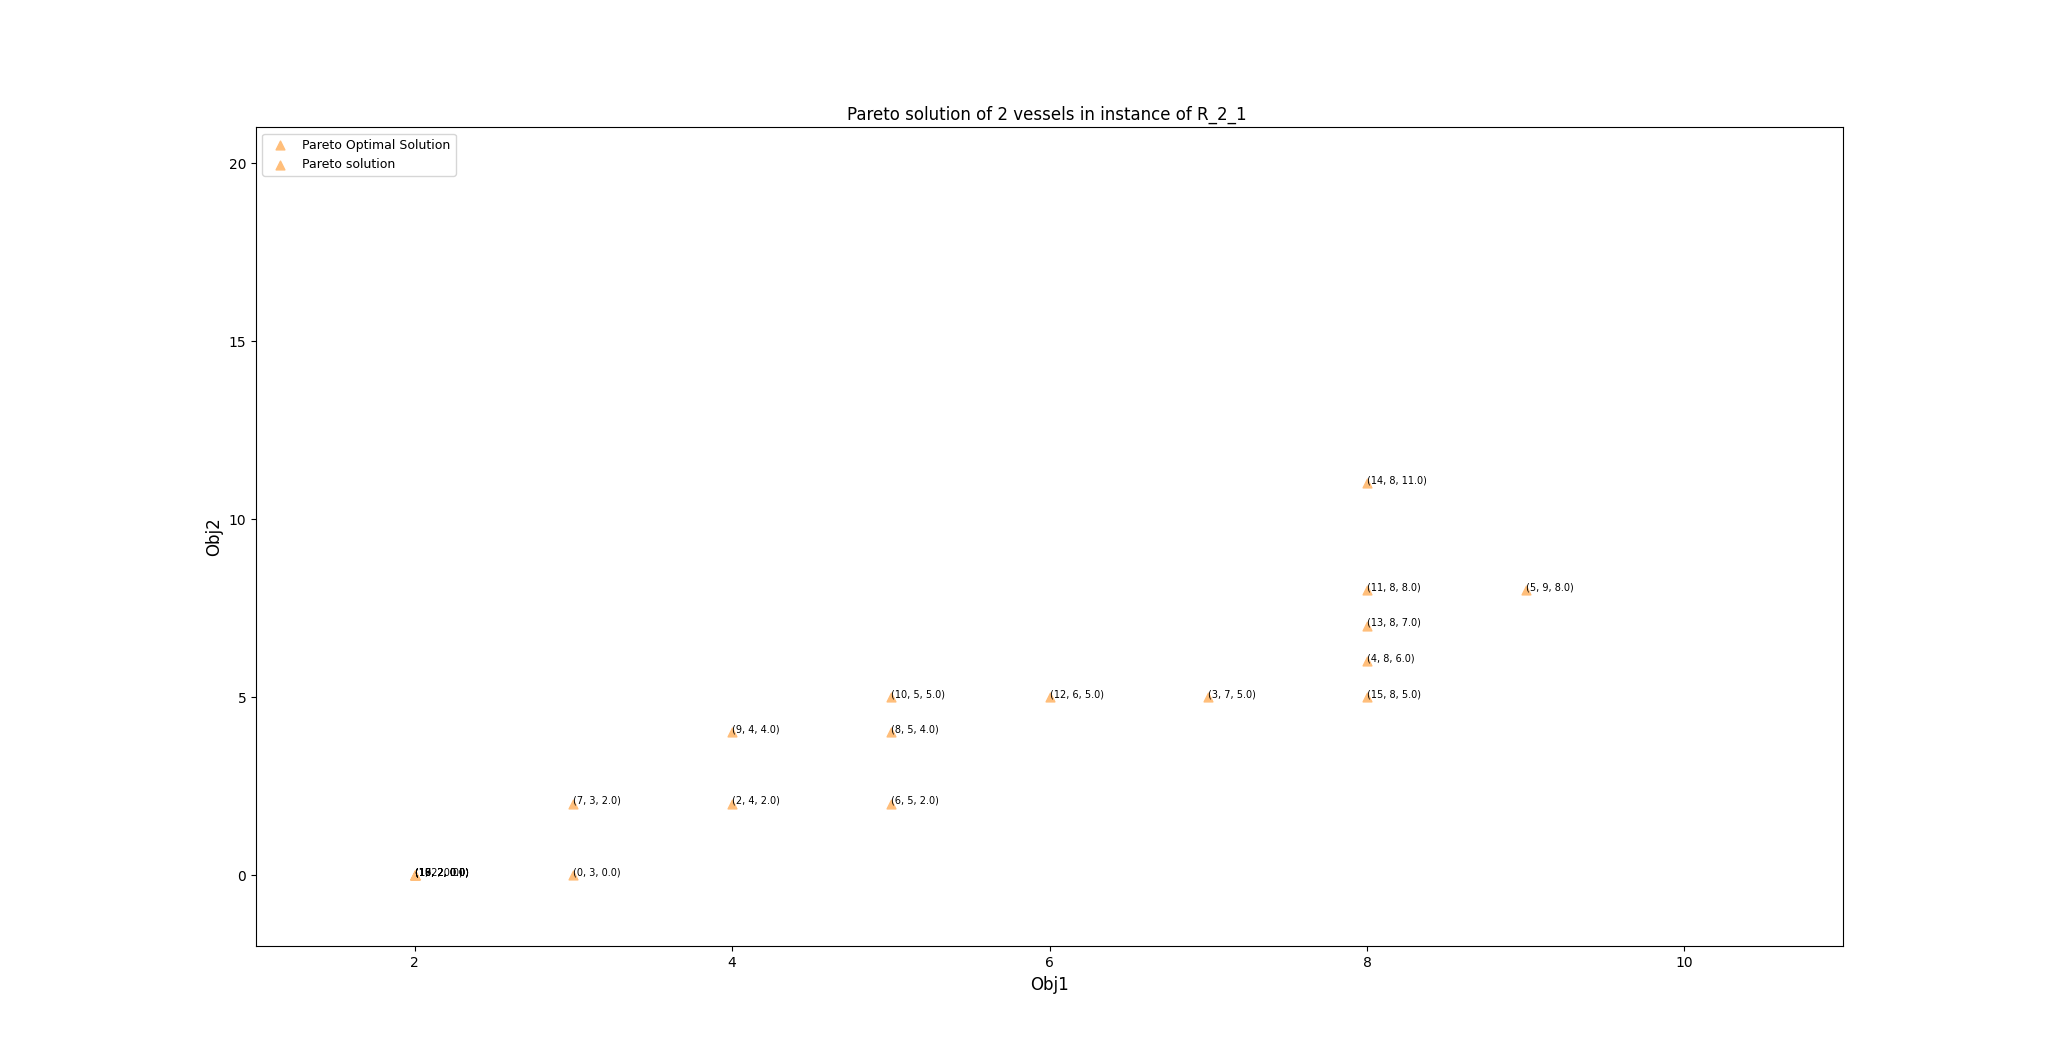 Pareto solution of 2 vessels in instance of R_2_1
Pareto Optimal Solution
Pareto solution
20
15
10
5
0
Obj2
(14, 8, 11.0)
(11, 8, 8.0)
(5, 9, 8.0)
(13, 8, 7.0)
(4, 8, 6.0)
(10, 5, 5.0)
(12, 6, 5.0)
(3, 7, 5.0)
(15, 8, 5.0)
(9, 4, 4.0)
(8, 5, 4.0)
(7, 3, 2.0)
(2, 4, 2.0)
(6, 5, 2.0)
(0, 3, 0.0)
2
4
6
8
10
Obj1